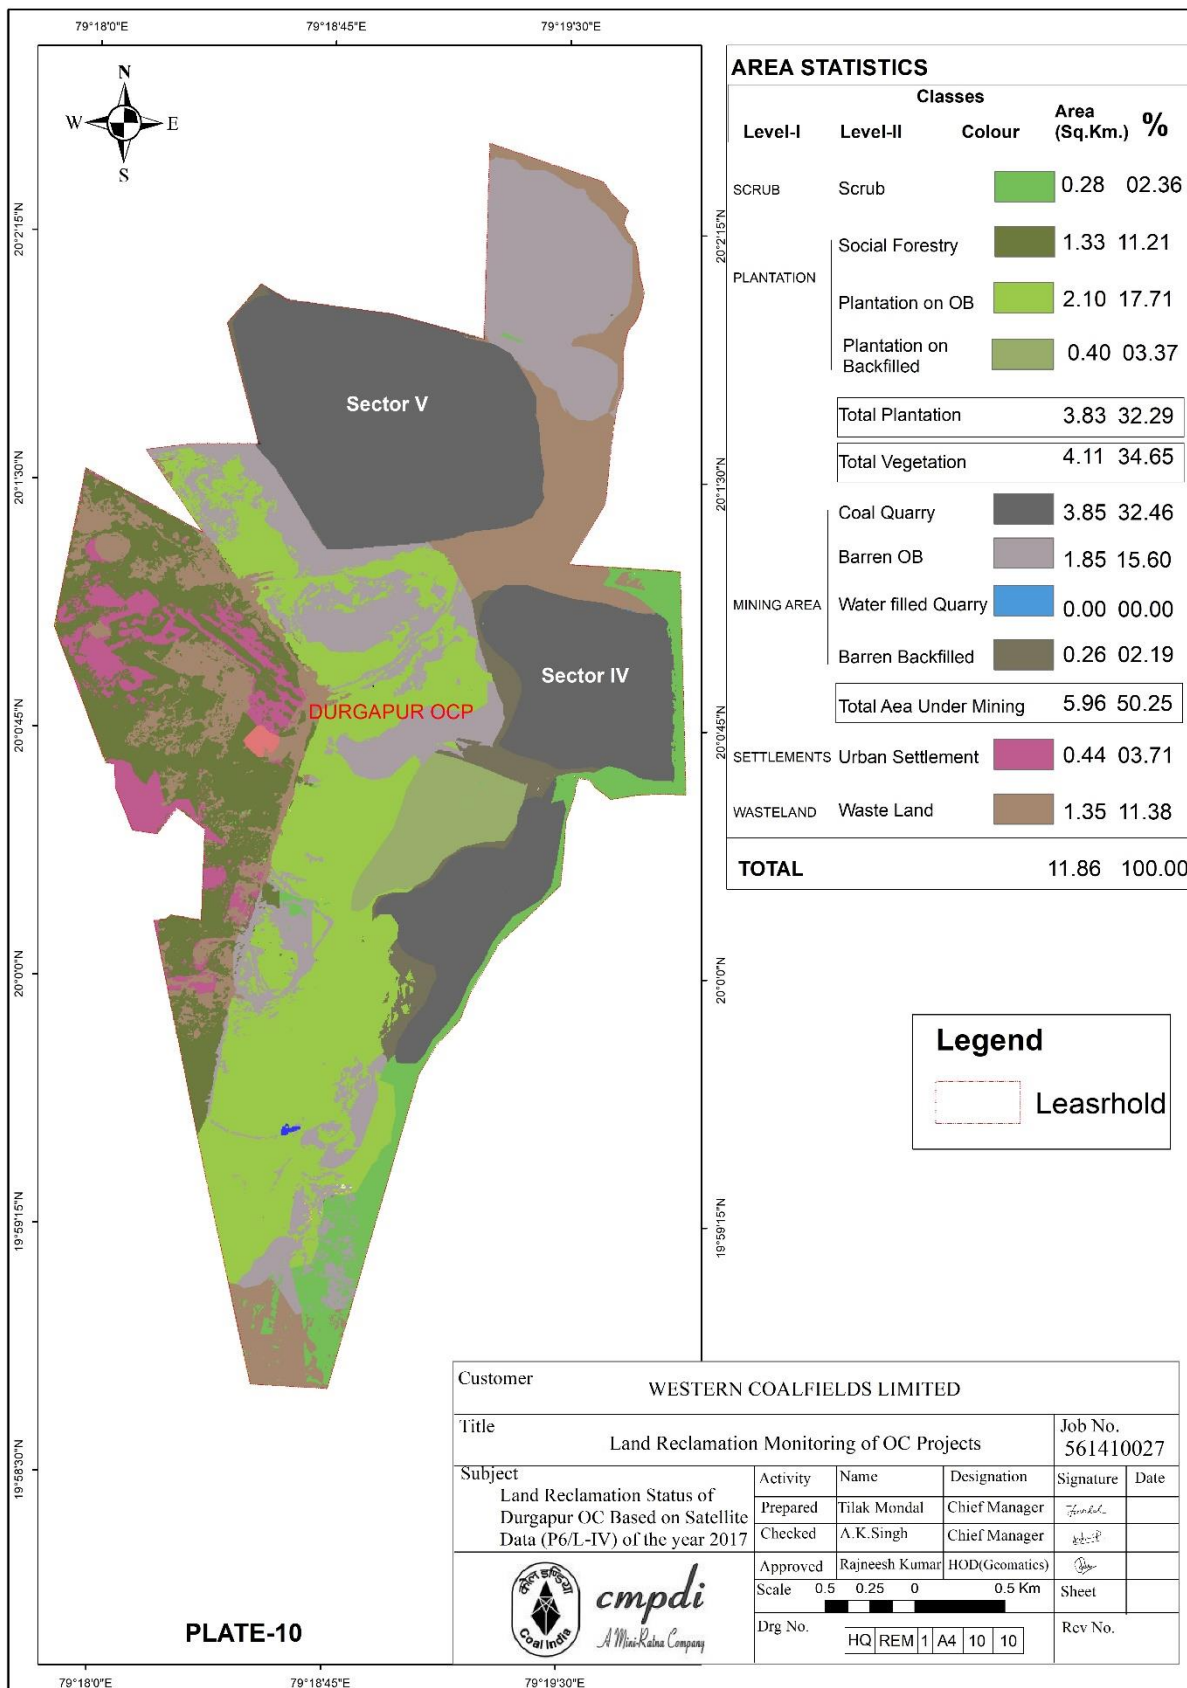 79°18'0"E 79°18'45"E 79°19'30"E
N
W E
S
20°2'15"N
20°1'30"N
20°0'45"N
20°0'0"N
19°59'15"N
19°58'30"N
20°2'15"N
20°1'30"N
20°0'45"N
20°0'0"N
19°59'15"N
Sector V
Sector IV
DURGAPUR OCP
AREA STATISTICS
Classes
Level-I Level-II Colour Area (Sq.Km.) %
SCRUB Scrub 0.28 02.36
PLANTATION
Social Forestry 1.33 11.21
Plantation on OB 2.10 17.71
Plantation on
Backfilled 0.40 03.37
Total Plantation 3.83 32.29
Total Vegetation 4.11 34.65
MINING AREA
Coal Quarry 3.85 32.46
Barren OB 1.85 15.60
Water filled Quarry 0.00 00.00
Barren Backfilled 0.26 02.19
Total Aea Under Mining 5.96 50.25
SETTLEMENTS Urban Settlement 0.44 03.71
WASTELAND Waste Land 1.35 11.38
TOTAL 11.86 100.00
Legend
Leasrhold
Customer WESTERN COALFIELDS LIMITED
Title Land Reclamation Monitoring of OC Projects
Job No.
561410027
Subject
Land Reclamation Status of
Durgapur OC Based on Satellite
Data (P6/L-IV) of the year 2017
Activity Name Designation Signature Date
Prepared Tilak Mondal Chief Manager
Checked A.K.Singh Chief Manager
Approved Rajneesh Kumar HOD(Geomatics)
Scale 0.5 0.25 0 0.5 Km Sheet
Drg No. HQ REM 1 A4 10 10 Rev No.
कोल इण्डिया
Coal India
cmpdi
A Mini-Ratna Company
PLATE-10
79°18'0"E 79°18'45"E 79°19'30"E